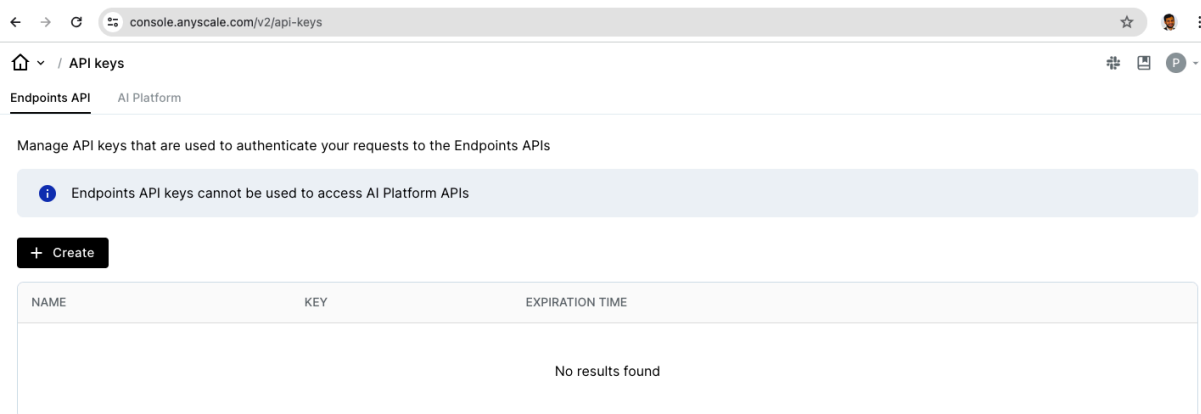 console.anyscale.com/v2/api-keys
/ API keys
P
Endpoints API AI Platform
Manage API keys that are used to authenticate your requests to the Endpoints APIs
Endpoints API keys cannot be used to access AI Platform APIs
+ Create
NAME KEY EXPIRATION TIME
No results found